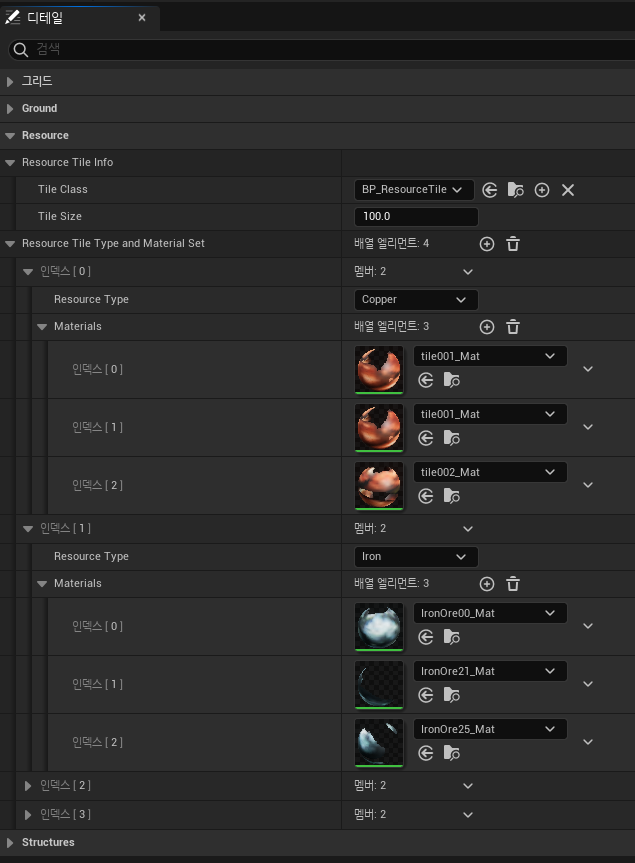 디테일
검색
그리드
Ground
Resource
Resource Tile Info
Tile Class BP_ResourceTile
Tile Size 100.0
Resource Tile Type and Material Set 배열 엘리먼트: 4
인덱스 [ 0 ] 멤버: 2
Resource Type Copper
Materials 배열 엘리먼트: 3
인덱스 [ 0 ] tile001_Mat
인덱스 [ 1 ] tile001_Mat
인덱스 [ 2 ] tile002_Mat
인덱스 [ 1 ] 멤버: 2
Resource Type Iron
Materials 배열 엘리먼트: 3
인덱스 [ 0 ] IronOre00_Mat
인덱스 [ 1 ] IronOre21_Mat
인덱스 [ 2 ] IronOre25_Mat
인덱스 [ 2 ] 멤버: 2
인덱스 [ 3 ] 멤버: 2
Structures